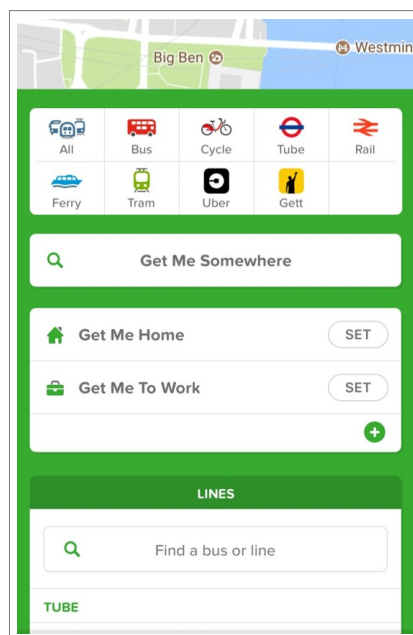 Big Ben
Westmin
All
Bus
Cycle
Tube
Rail
Ferry
Tram
Uber
Gett
Get Me Somewhere
Get Me Home
SET
Get Me To Work
SET
LINES
Find a bus or line
TUBE